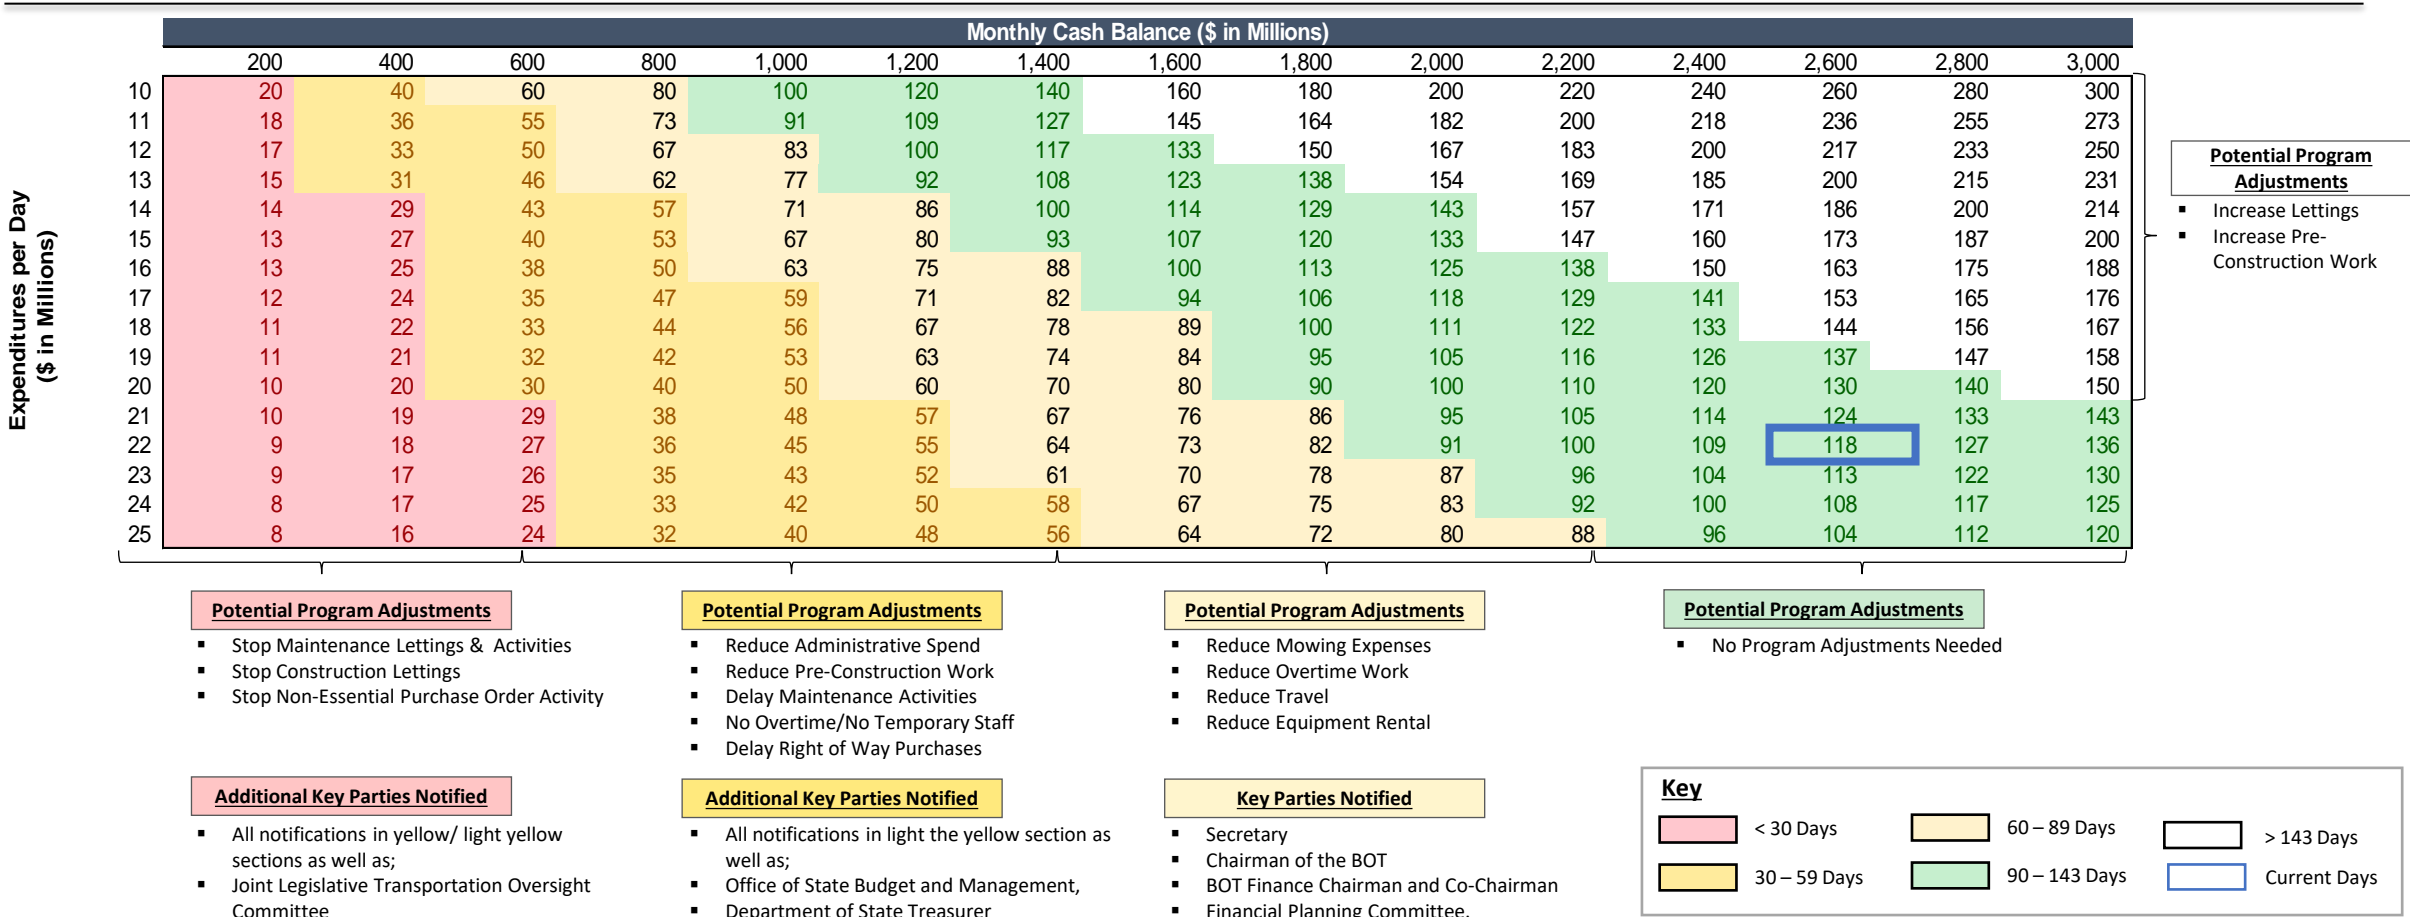 Monthly Cash Balance ($ in Millions)
200 400 600 800 1,000 1,200 1,400 1,600 1,800 2,000 2,200 2,400 2,600 2,800 3,000
Expenditures per Day
($ in Millions)
10 20 40 60 80 100 120 140 160 180 200 220 240 260 280 300
11 18 36 55 73 91 109 127 145 164 182 200 218 236 255 273
12 17 33 50 67 83 100 117 133 150 167 183 200 217 233 250
13 15 31 46 62 77 92 108 123 138 154 169 185 200 215 231
14 14 29 43 57 71 86 100 114 129 143 157 171 186 200 214
15 13 27 40 53 67 80 93 107 120 133 147 160 173 187 200
16 13 25 38 50 63 75 88 100 113 125 138 150 163 175 188
17 12 24 35 47 59 71 82 94 106 118 129 141 153 165 176
18 11 22 33 44 56 67 78 89 100 111 122 133 144 156 167
19 11 21 32 42 53 63 74 84 95 105 116 126 137 147 158
20 10 20 30 40 50 60 70 80 90 100 110 120 130 140 150
21 10 19 29 38 48 57 67 76 86 95 105 114 124 133 143
22 9 18 27 36 45 55 64 73 82 91 100 109 118 127 136
23 9 17 26 35 43 52 61 70 78 87 96 104 113 122 130
24 8 17 25 33 42 50 58 67 75 83 92 100 108 117 125
25 8 16 24 32 40 48 56 64 72 80 88 96 104 112 120
Potential Program
Adjustments
▪ Increase Lettings
▪ Increase Pre-
Construction Work
Potential Program Adjustments
▪ Stop Maintenance Lettings & Activities
▪ Stop Construction Lettings
▪ Stop Non-Essential Purchase Order Activity
Potential Program Adjustments
▪ Reduce Administrative Spend
▪ Reduce Pre-Construction Work
▪ Delay Maintenance Activities
▪ No Overtime/No Temporary Staff
▪ Delay Right of Way Purchases
Potential Program Adjustments
▪ Reduce Mowing Expenses
▪ Reduce Overtime Work
▪ Reduce Travel
▪ Reduce Equipment Rental
Potential Program Adjustments
▪ No Program Adjustments Needed
Additional Key Parties Notified
▪ All notifications in yellow/ light yellow
sections as well as;
▪ Joint Legislative Transportation Oversight
Committee
Additional Key Parties Notified
▪ All notifications in light the yellow section as
well as;
▪ Office of State Budget and Management,
▪ Department of State Treasurer
Key Parties Notified
▪ Secretary
▪ Chairman of the BOT
▪ BOT Finance Chairman and Co-Chairman
▪ Financial Planning Committee,
Key
< 30 Days
60 – 89 Days
> 143 Days
30 – 59 Days
90 – 143 Days
Current Days